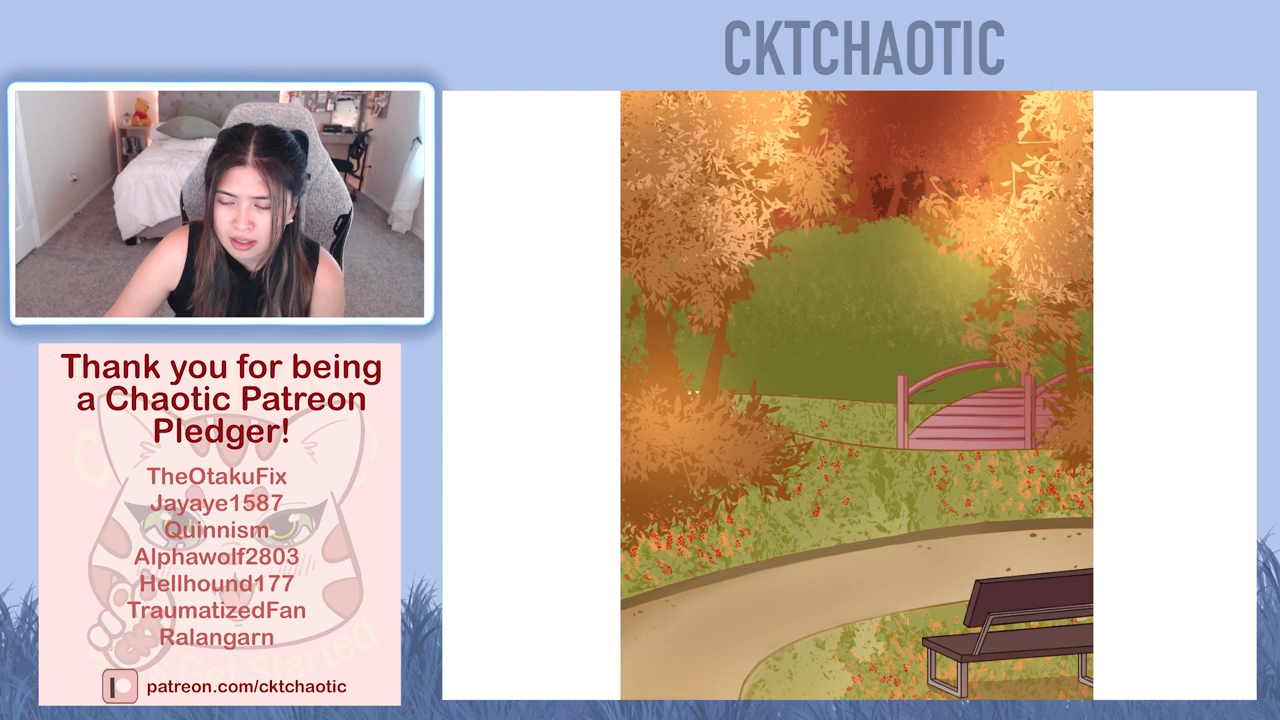 CKTCHAOTIC
Thank you for being
a Chaotic Patreon
Pledger!
TheOtakuFix
Jayaye1587
Quinnism
Alphawolf2803
Hellhound177
TraumatizedFan
Ralangarn
patreon.com/cktchaotic